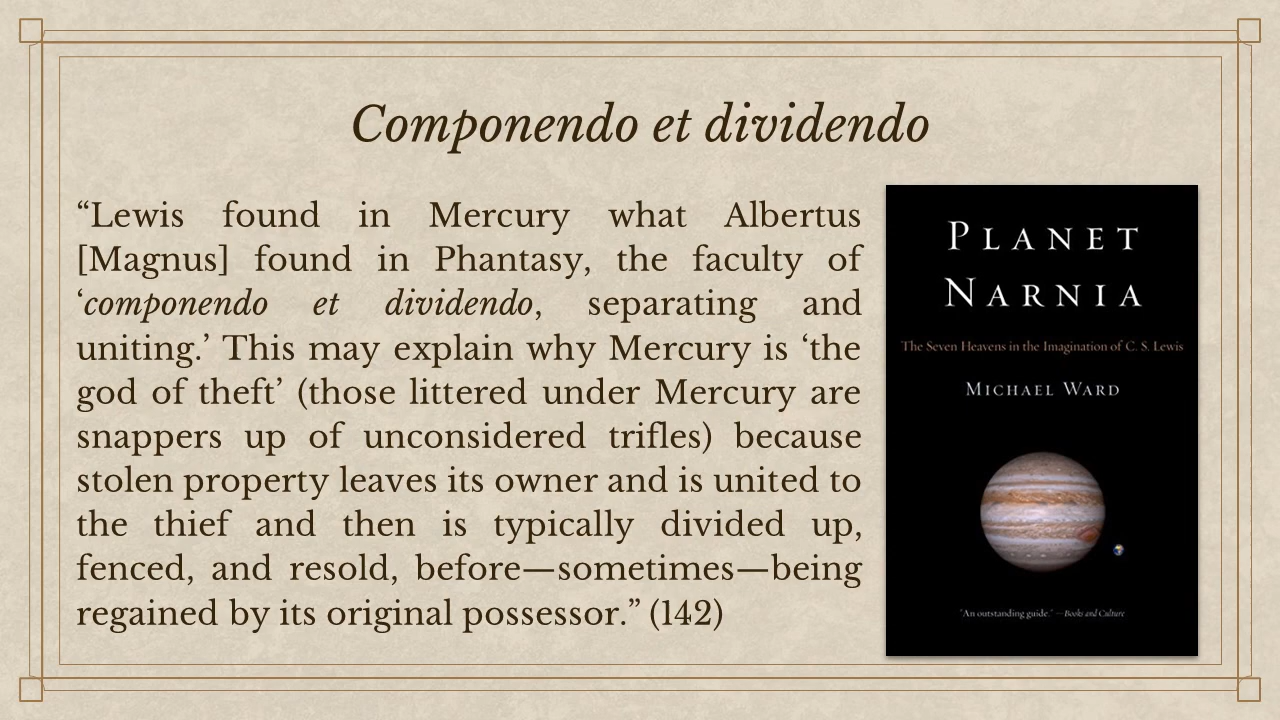 Componendo et dividendo
“Lewis found in Mercury what Albertus
[Magnus] found in Phantasy, the faculty of
‘componendo et dividendo, separating and
uniting.’ This may explain why Mercury is ‘the
god of theft’ (those littered under Mercury are
snappers up of unconsidered trifles) because
stolen property leaves its owner and is united to
the thief and then is typically divided up,
fenced, and resold, before—sometimes—being
regained by its original possessor.” (142)
PLANET
NARNIA
The Seven Heavens in the Imagination of C. S. Lewis
MICHAEL WARD
"An outstanding guide." —Books and Culture